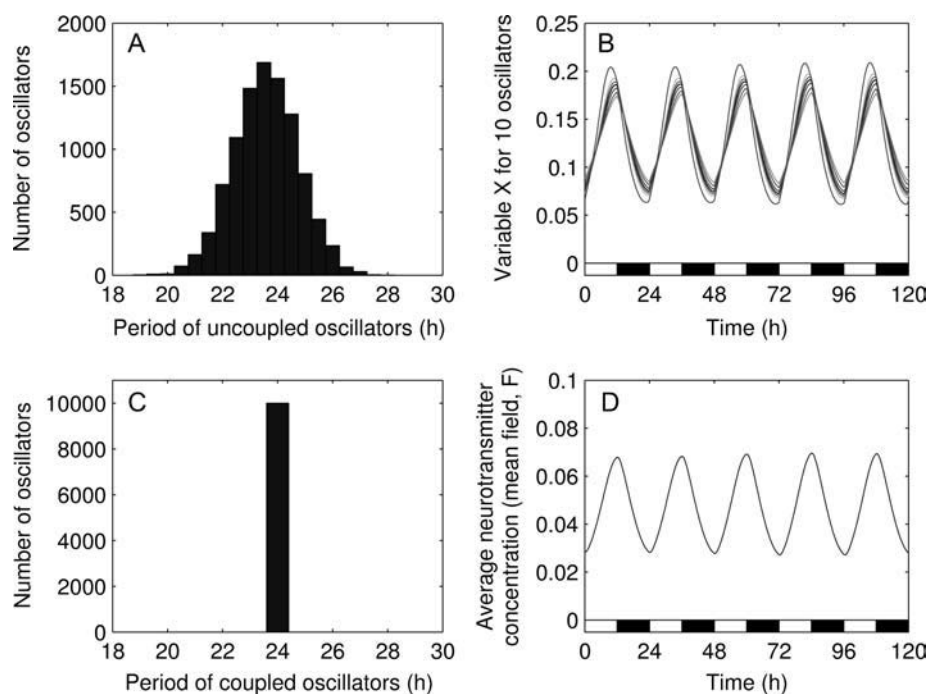 A
2000
1500
1000
500
0
Number of oscillators
18 20 22 24 26 28 30
Period of uncoupled oscillators (h)
B
0.25
0.2
0.15
0.1
0.05
0
Variable X for 10 oscillators
0 24 48 72 96 120
Time (h)
C
10000
8000
6000
4000
2000
0
Number of oscillators
18 20 22 24 26 28 30
Period of coupled oscillators (h)
D
0.1
0.08
0.06
0.04
0.02
0
Average neurotransmitter
concentration (mean field, F)
0 24 48 72 96 120
Time (h)